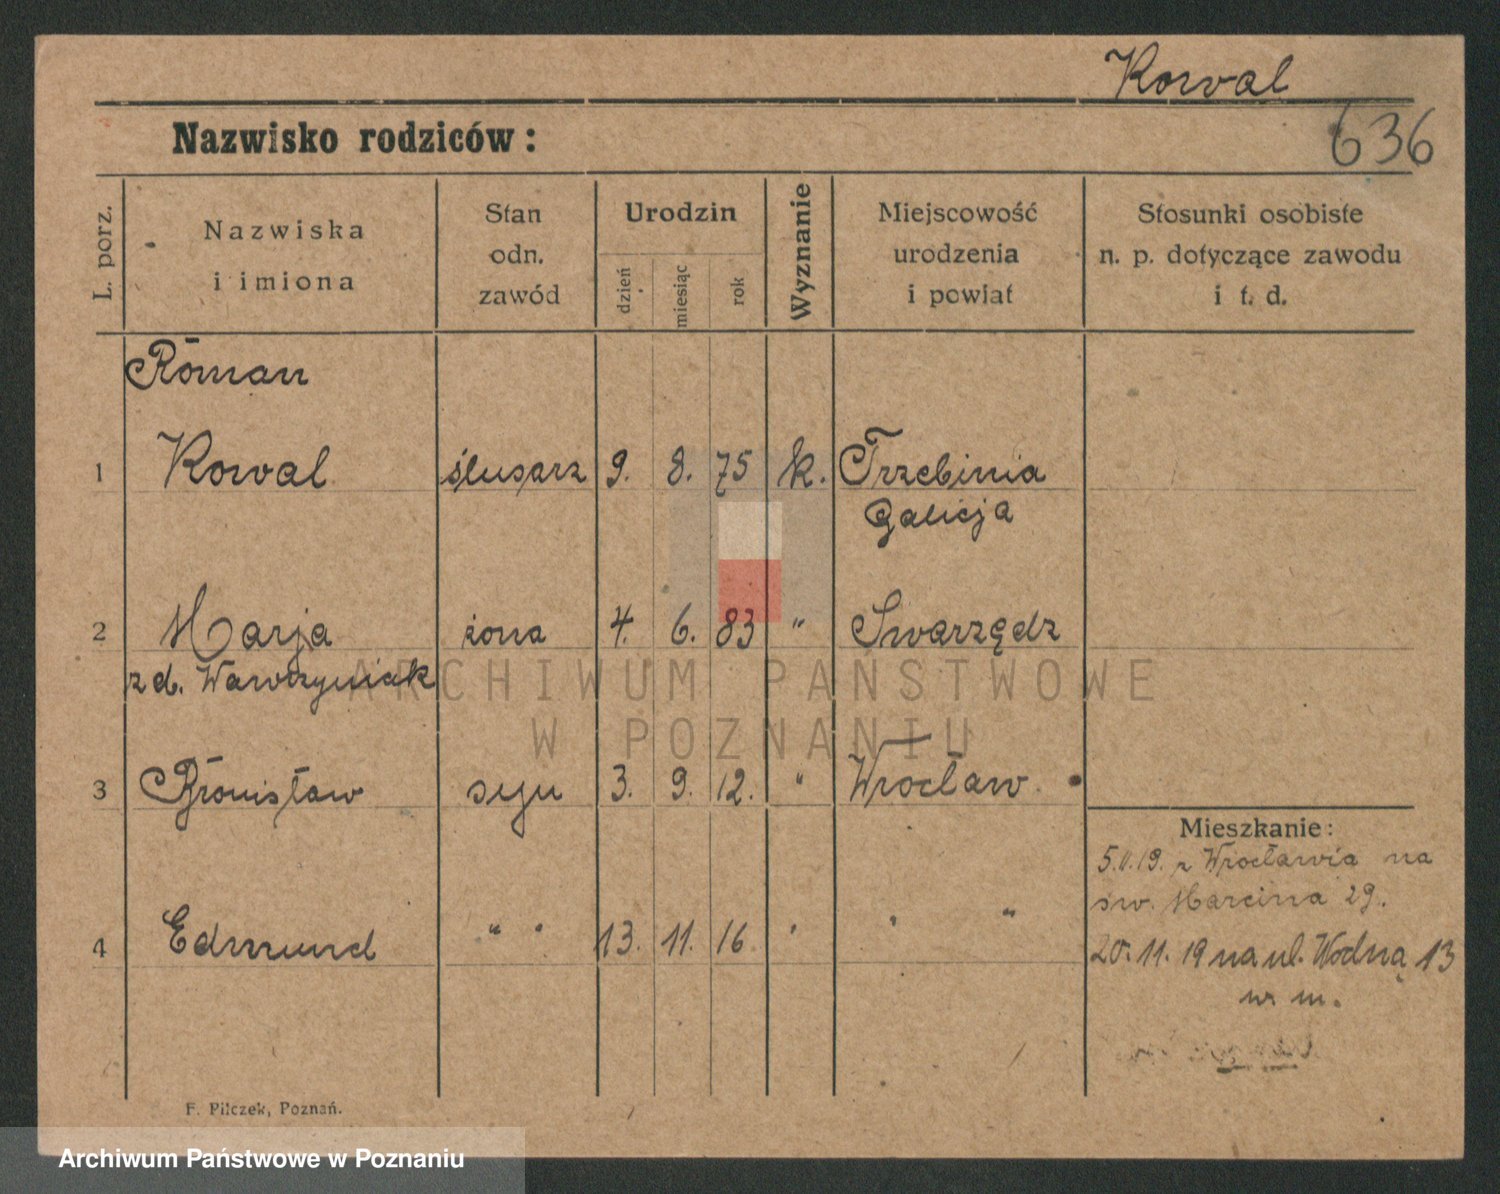 Kowal
Nazwisko rodziców:
636
L. porz.
Nazwiska
i imiona
Stan
odn.
zawód
Urodzin
dzień
miesiąc
rok
Wyznanie
Miejscowość
urodzenia
i powiat
Stosunki osobiste
n. p. dotyczące zawodu
i t. d.
Roman
1 Kowal ślusarz 9. 8. 75 k. Trzebinia
Galicja
2 Marja żona 4. 6. 83 " Swarzędz
z d. Wawrzyniak
ARCHIWUM PAŃSTWOWE
W POZNANIU
3 Bronisław syn 3. 9. 12. " Wrocław
Mieszkanie:
5.11.19. z Wrocławia na
św. Marcina 29.
4 Edmund " " 13. 11. 16 " " "
20. 11. 19 na ul. Wodną 13
w m.
F. Pilczek, Poznań.
Archiwum Państwowe w Poznaniu